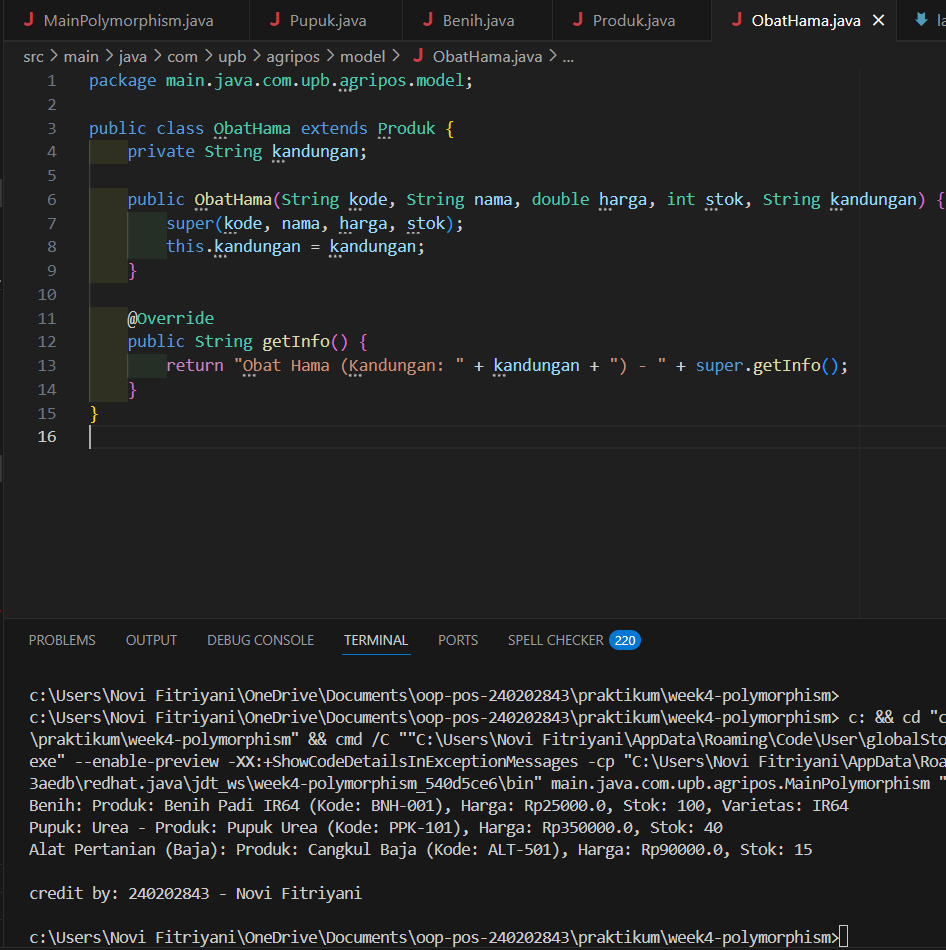 MainPolymorphism.java Pupuk.java Benih.java Produk.java ObatHama.java
src > main > java > com > upb > agripos > model > ObatHama.java > ...
1 package main.java.com.upb.agripos.model;
2
3 public class ObatHama extends Produk {
4 private String kandungan;
5
6 public ObatHama(String kode, String nama, double harga, int stok, String kandungan) {
7 super(kode, nama, harga, stok);
8 this.kandungan = kandungan;
9 }
10
11 @Override
12 public String getInfo() {
13 return "Obat Hama (Kandungan: " + kandungan + ") - " + super.getInfo();
14 }
15 }
16
PROBLEMS OUTPUT DEBUG CONSOLE TERMINAL PORTS SPELL CHECKER 220
c:\Users\Novi Fitriyani\OneDrive\Documents\oop-pos-240202843\praktikum\week4-polymorphism>
c:\Users\Novi Fitriyani\OneDrive\Documents\oop-pos-240202843\praktikum\week4-polymorphism> c: && cd "c
\praktikum\week4-polymorphism" && cmd /C ""C:\Users\Novi Fitriyani\AppData\Roaming\Code\User\globalSto
exe" --enable-preview -XX:+ShowCodeDetailsInExceptionMessages -cp "C:\Users\Novi Fitriyani\AppData\Roa
3aedb\redhat.java\jdt_ws\week4-polymorphism_540d5ce6\bin" main.java.com.upb.agripos.MainPolymorphism "
Benih: Produk: Benih Padi IR64 (Kode: BNH-001), Harga: Rp25000.0, Stok: 100, Varietas: IR64
Pupuk: Urea - Produk: Pupuk Urea (Kode: PPK-101), Harga: Rp350000.0, Stok: 40
Alat Pertanian (Baja): Produk: Cangkul Baja (Kode: ALT-501), Harga: Rp90000.0, Stok: 15
credit by: 240202843 - Novi Fitriyani
c:\Users\Novi Fitriyani\OneDrive\Documents\oop-pos-240202843\praktikum\week4-polymorphism>